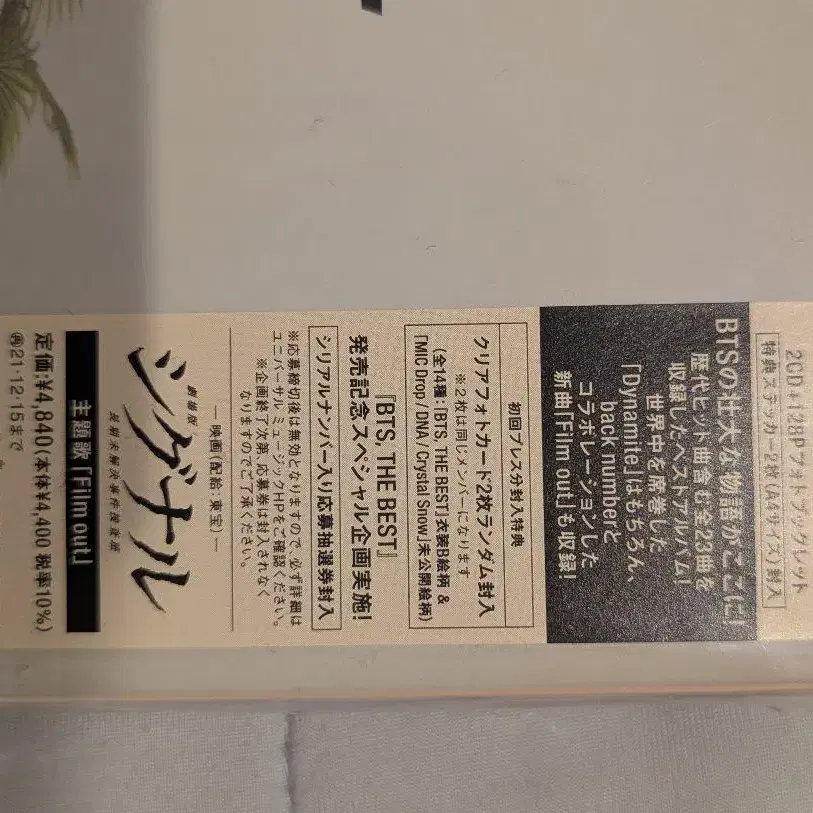 2CD+128Pフォトブックレット
特典ステッカー2枚(A4サイズ)封入
BTSの壮大な物語がここに!
歴代ヒット曲含む全23曲を
収録したベストアルバム!
世界中を席巻した
「Dynamite」はもちろん、
back numberと
コラボレーションした
新曲「Film out」も収録!
初回プレス分封入特典
クリアフォトカード2枚ランダム封入
※2枚は同じメンバーになります
(全14種:「BTS, THE BEST」衣装B絵柄 &
「MIC Drop / DNA / Crystal Snow」未公開絵柄)
『BTS, THE BEST』
発売記念スペシャル企画実施!
シリアルナンバー入り応募抽選券封入
※応募締切後は無効となりますので、必ず詳細は
ユニバーサル ミュージックHPをご確認ください。
※企画終了次第、応募券は封入されなく
なりますのでご了承ください。
― 映画(配給:東宝) ―
劇場版
シグナル
長期未解決事件捜査班
主題歌「Film out」
定価:¥4,840(本体¥4,400 税率10%)
㋘21・12・15まで